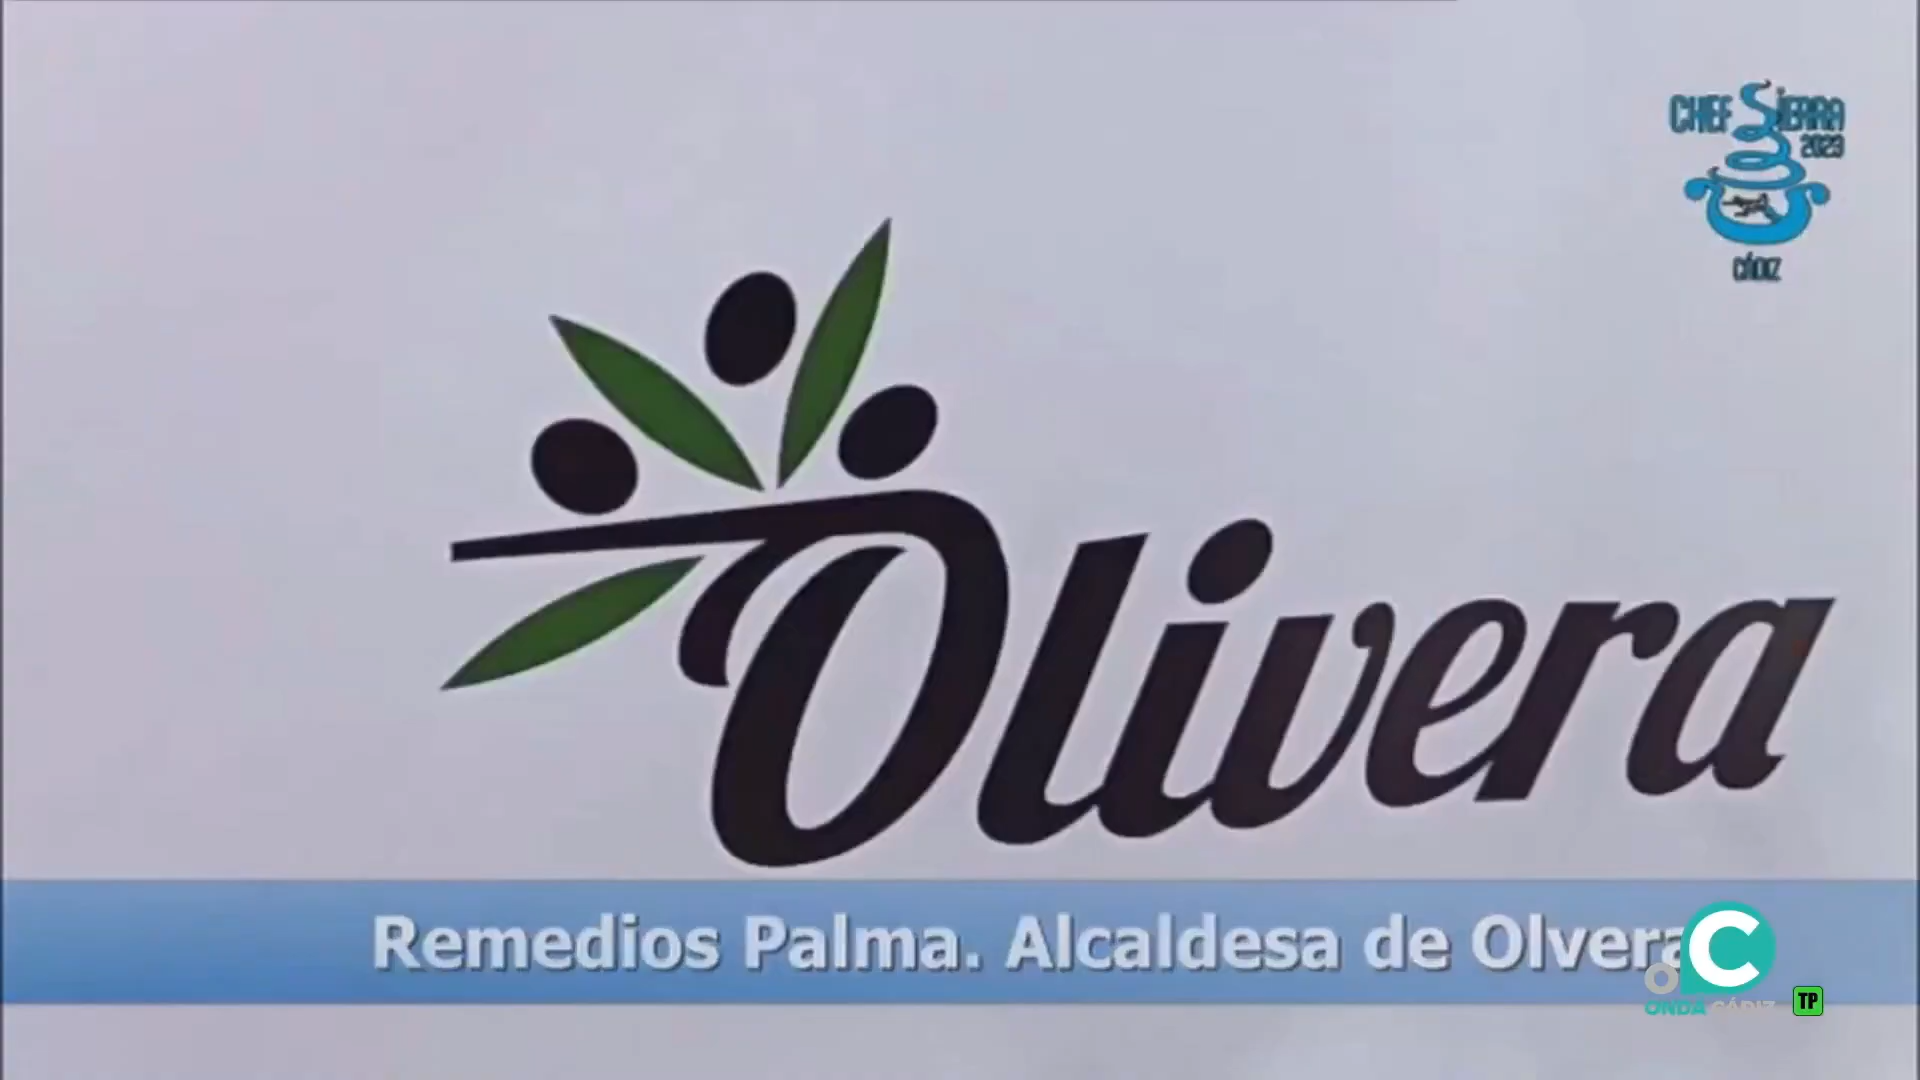 CHEF SIERRA
2023
CÁDIZ
Olivera
Remedios Palma. Alcaldesa de Olvera
ONDA CÁDIZ
TP